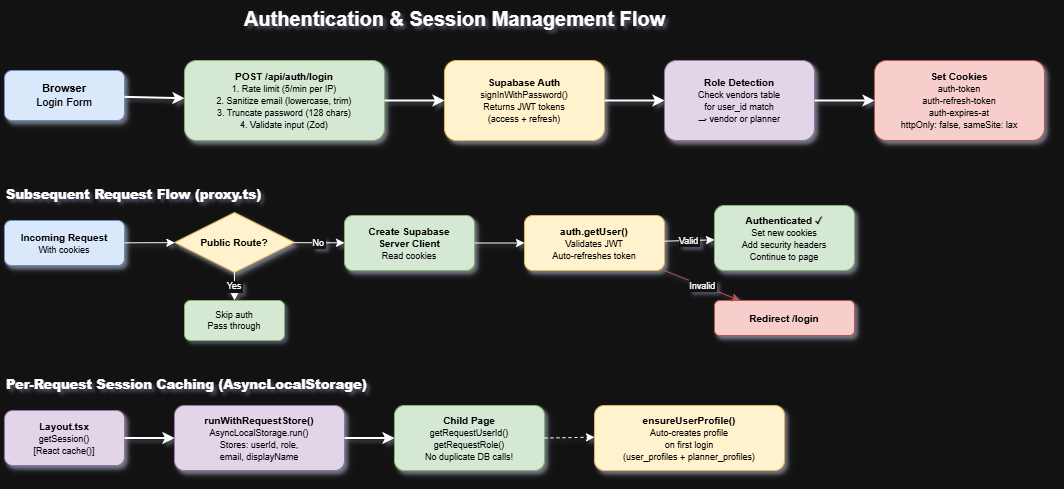 Authentication & Session Management Flow
Browser
Login Form
POST /api/auth/login
1. Rate limit (5/min per IP)
2. Sanitize email (lowercase, trim)
3. Truncate password (128 chars)
4. Validate input (Zod)
Supabase Auth
signInWithPassword()
Returns JWT tokens
(access + refresh)
Role Detection
Check vendors table
for user_id match
→ vendor or planner
Set Cookies
auth-token
auth-refresh-token
auth-expires-at
httpOnly: false, sameSite: lax
Subsequent Request Flow (proxy.ts)
Incoming Request
With cookies
Public Route?
No
Yes
Skip auth
Pass through
Create Supabase
Server Client
Read cookies
auth.getUser()
Validates JWT
Auto-refreshes token
Valid
Invalid
Authenticated ✓
Set new cookies
Add security headers
Continue to page
Redirect /login
Per-Request Session Caching (AsyncLocalStorage)
Layout.tsx
getSession()
[React cache()]
runWithRequestStore()
AsyncLocalStorage.run()
Stores: userId, role,
email, displayName
Child Page
getRequestUserId()
getRequestRole()
No duplicate DB calls!
ensureUserProfile()
Auto-creates profile
on first login
(user_profiles + planner_profiles)